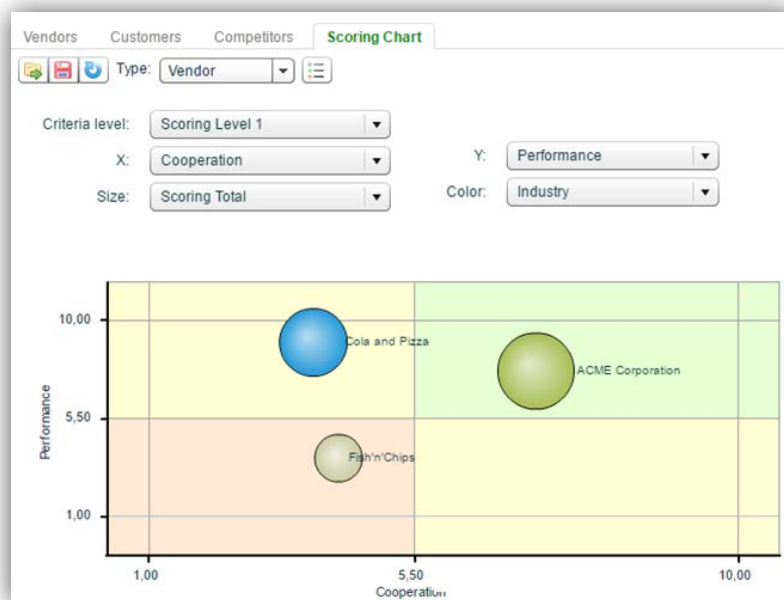 Vendors Customers Competitors Scoring Chart
Type: Vendor
Criteria level: Scoring Level 1
X: Cooperation Y: Performance
Size: Scoring Total Color: Industry
10,00
Cola and Pizza
ACME Corporation
5,50
Performance
Fish'n'Chips
1,00
1,00 5,50 10,00
Cooperation